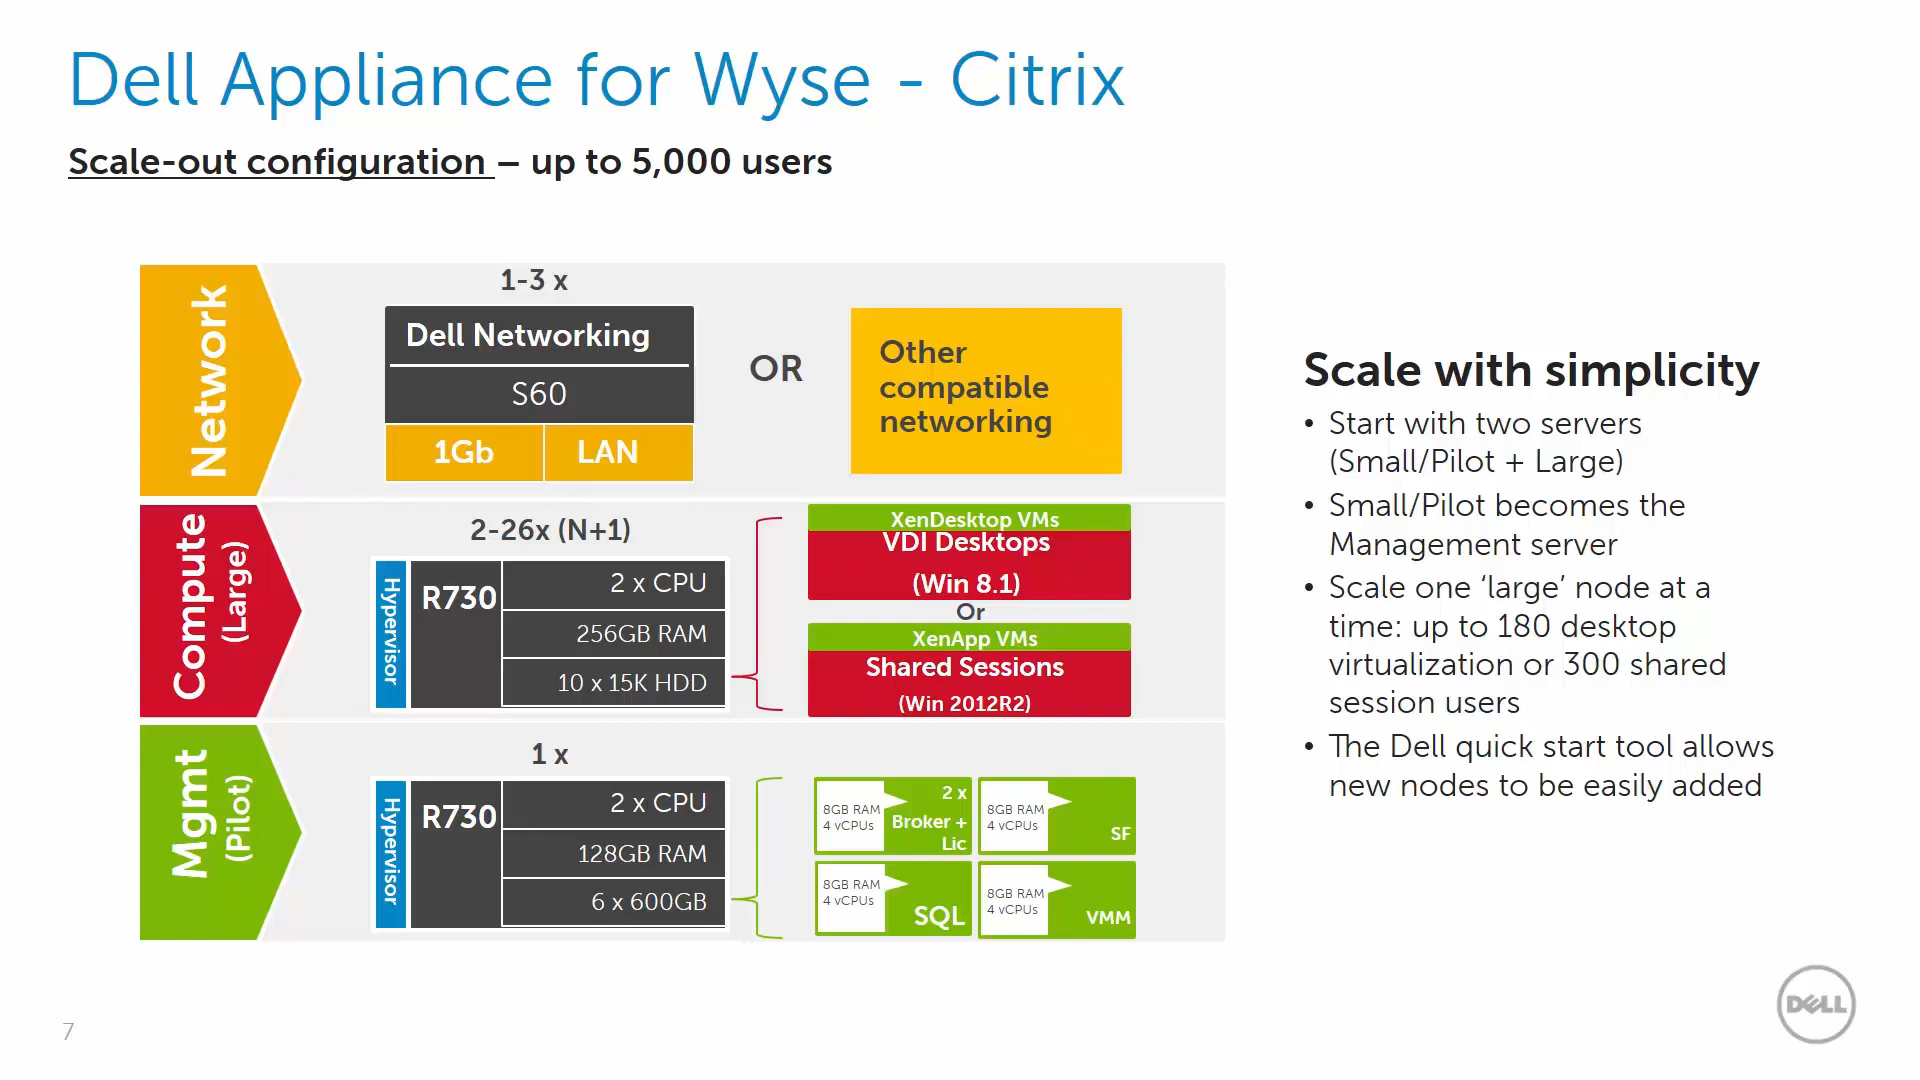 Dell Appliance for Wyse - Citrix
Scale-out configuration – up to 5,000 users
Network
1-3 x
Dell Networking
S60
1Gb
LAN
OR
Other
compatible
networking
Compute
(Large)
2-26x (N+1)
Hypervisor
R730
2 x CPU
256GB RAM
10 x 15K HDD
XenDesktop VMs
VDI Desktops
(Win 8.1)
Or
XenApp VMs
Shared Sessions
(Win 2012R2)
Mgmt
(Pilot)
1 x
Hypervisor
R730
2 x CPU
128GB RAM
6 x 600GB
8GB RAM
4 vCPUs
2 x
Broker +
Lic
8GB RAM
4 vCPUs
SF
8GB RAM
4 vCPUs
SQL
8GB RAM
4 vCPUs
VMM
Scale with simplicity
• Start with two servers
(Small/Pilot + Large)
• Small/Pilot becomes the
Management server
• Scale one ‘large’ node at a
time: up to 180 desktop
virtualization or 300 shared
session users
• The Dell quick start tool allows
new nodes to be easily added
7
DELL